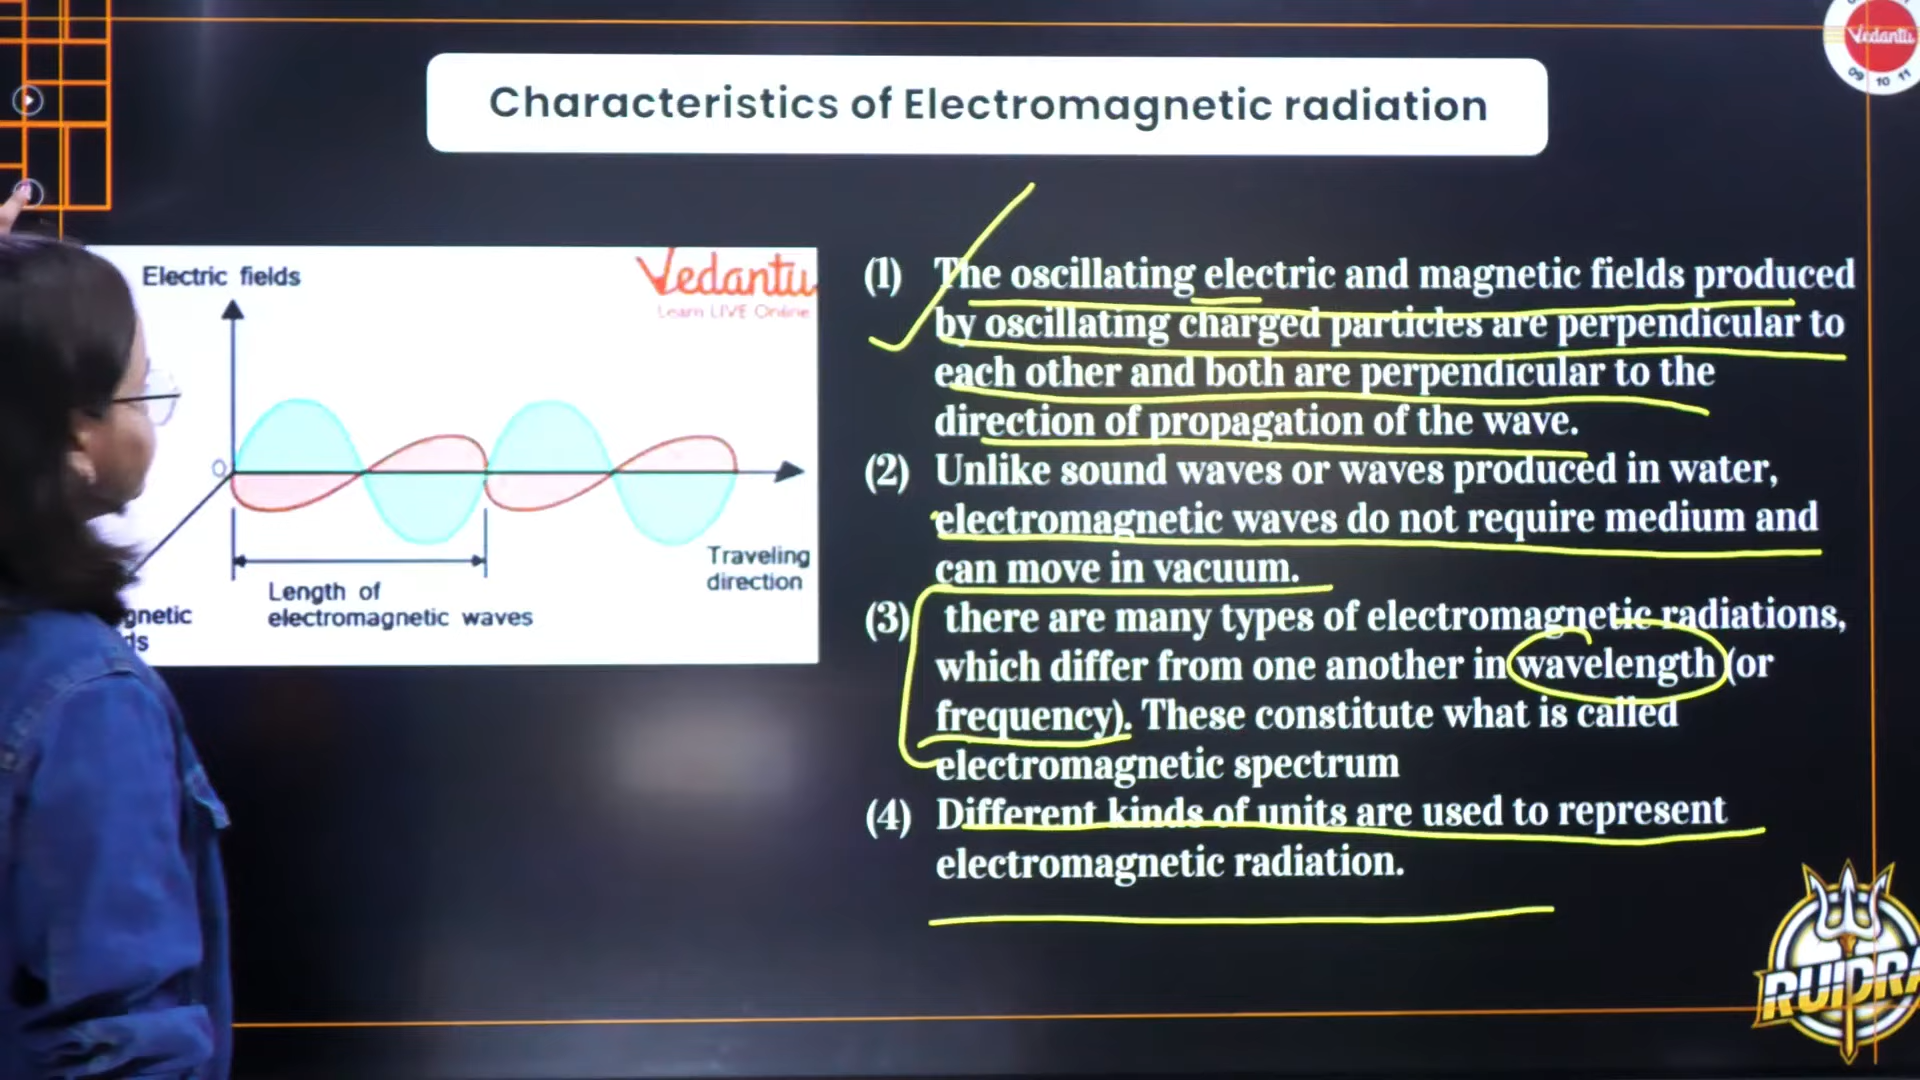 Vedantu
09 10 11
Characteristics of Electromagnetic radiation
Electric fields
Vedantu
Learn LIVE Online
O
Traveling
direction
Length of
electromagnetic waves
gnetic
ds
(1) The oscillating electric and magnetic fields produced
by oscillating charged particles are perpendicular to
each other and both are perpendicular to the
direction of propagation of the wave.
(2) Unlike sound waves or waves produced in water,
electromagnetic waves do not require medium and
can move in vacuum.
(3) there are many types of electromagnetic radiations,
which differ from one another in wavelength (or
frequency). These constitute what is called
electromagnetic spectrum
(4) Different kinds of units are used to represent
electromagnetic radiation.